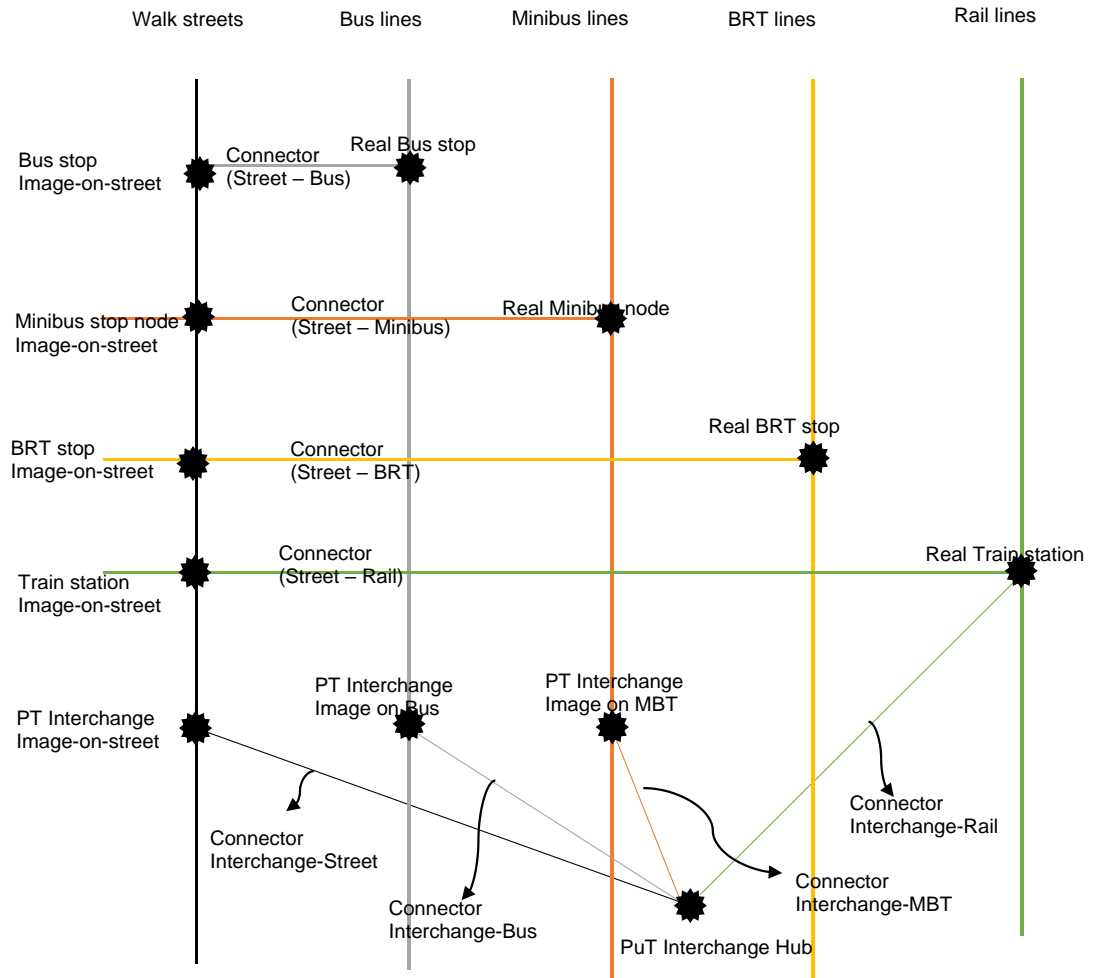 Walk streets
Bus lines
Minibus lines
BRT lines
Rail lines
Bus stop
Image-on-street
Connector
(Street – Bus)
Real Bus stop
Minibus stop node
Image-on-street
Connector
(Street – Minibus)
Real Minibus node
BRT stop
Image-on-street
Connector
(Street – BRT)
Real BRT stop
Train station
Image-on-street
Connector
(Street – Rail)
Real Train station
PT Interchange
Image-on-street
PT Interchange
Image on Bus
PT Interchange
Image on MBT
Connector
Interchange-Street
Connector
Interchange-Bus
Connector
Interchange-Rail
Connector
Interchange-MBT
PuT Interchange Hub